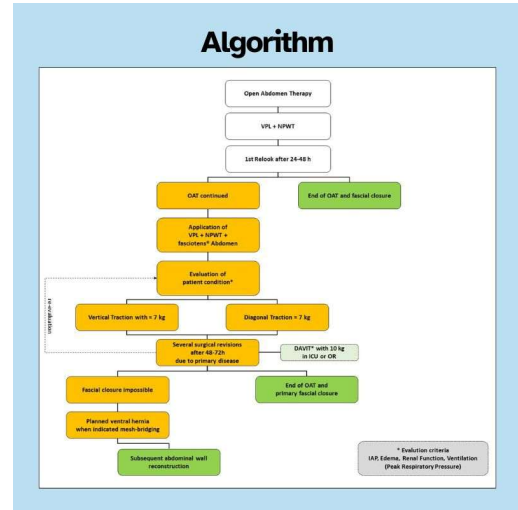 Algorithm
Open Abdomen Therapy
VPL + NPWT
1st Relook after 24-48 h
OAT continued
End of OAT and fascial closure
Application of
VPL + NPWT +
fasciotens® Abdomen
Evaluation of
patient condition*
re-evaluation
Vertical Traction with ≈ 7 kg
Diagonal Traction ≈ 7 kg
Several surgical revisions
after 48-72h
due to primary disease
DAVIT* with 10 kg
in ICU or OR
Fascial closure impossible
End of OAT and
primary fascial closure
Planned ventral hernia
when indicated mesh-bridging
Subsequent abdominal wall
reconstruction
* Evalution criteria
IAP, Edema, Renal Function, Ventilation
(Peak Respiratory Pressure)